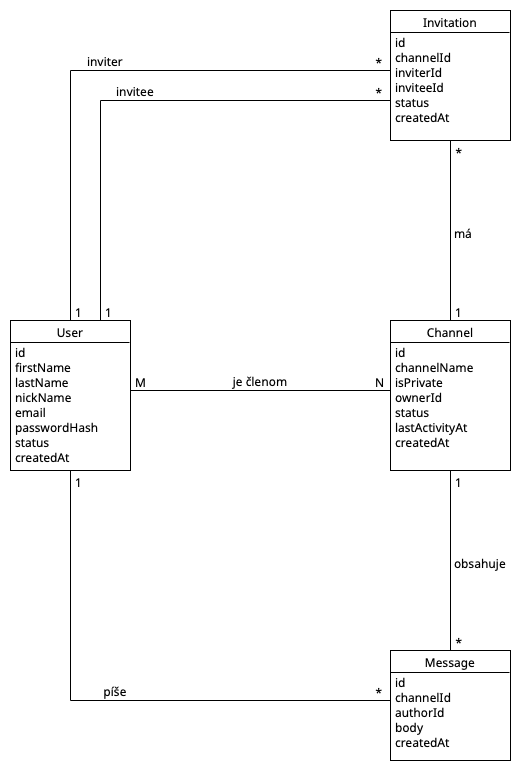 Invitation
id
channelId
inviterId
inviteeId
status
createdAt
inviter
*
invitee
*
*
má
1
1
1
User
id
firstName
lastName
nickName
email
passwordHash
status
createdAt
M
je členom
N
Channel
id
channelName
isPrivate
ownerId
status
lastActivityAt
createdAt
1
1
obsahuje
*
píše
*
Message
id
channelId
authorId
body
createdAt